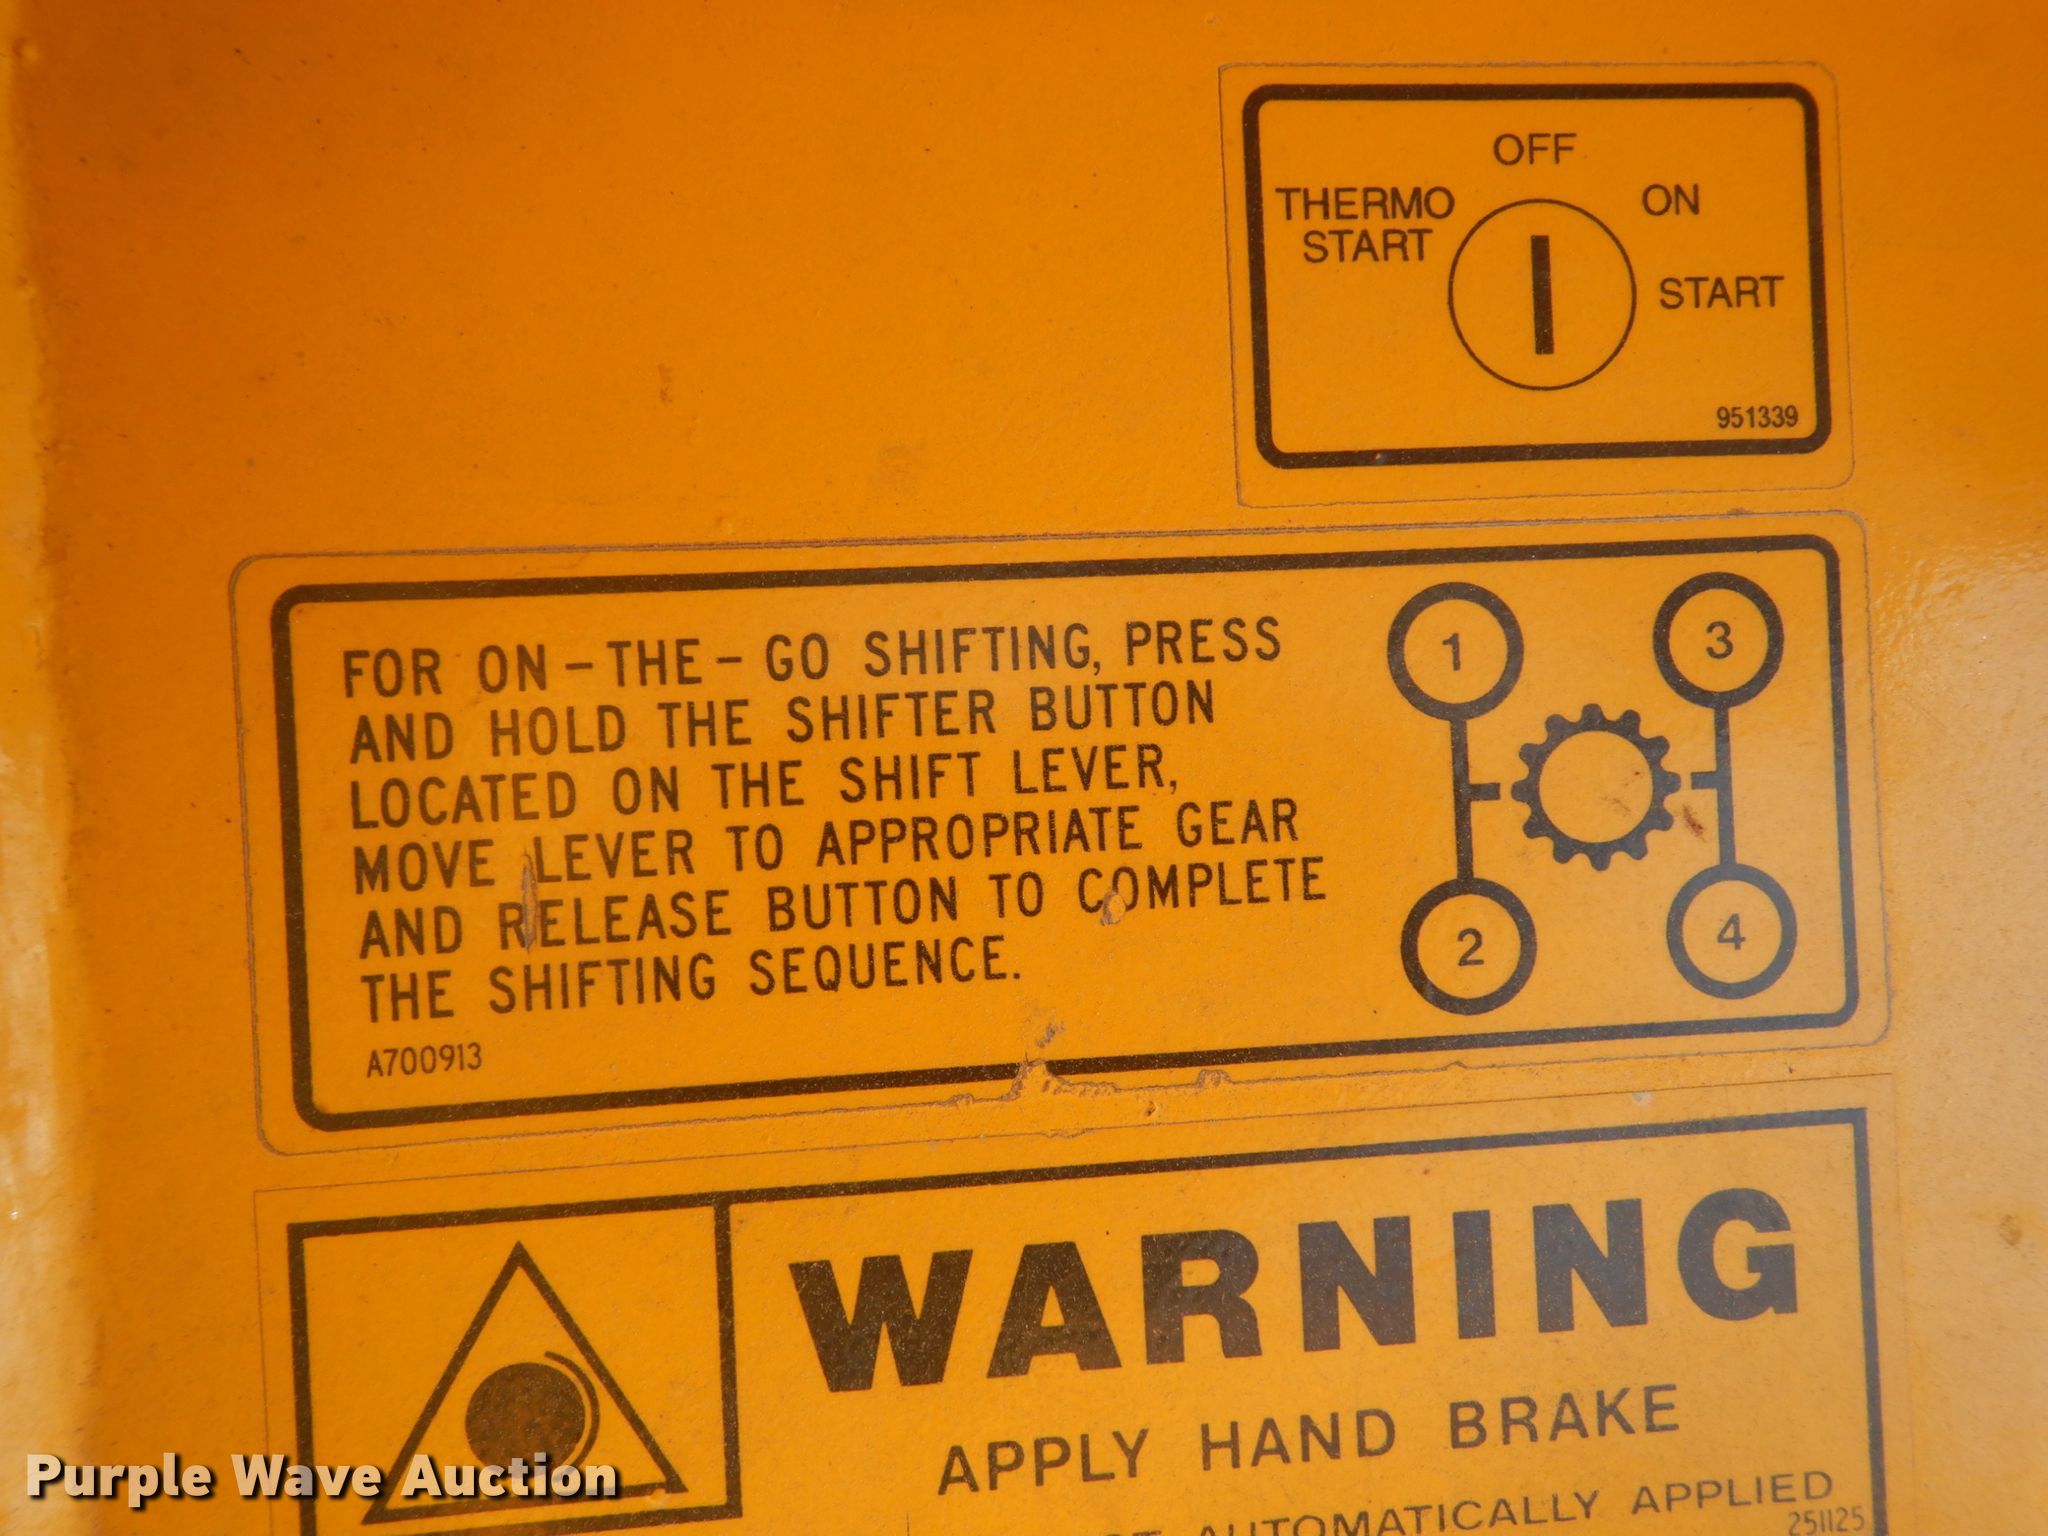 OFF
THERMO
START
ON
START
951339
FOR ON-THE-GO SHIFTING, PRESS
AND HOLD THE SHIFTER BUTTON
LOCATED ON THE SHIFT LEVER,
MOVE LEVER TO APPROPRIATE GEAR
AND RELEASE BUTTON TO COMPLETE
THE SHIFTING SEQUENCE.
A700913
1
3
2
4
WARNING
APPLY HAND BRAKE
AUTOMATICALLY APPLIED
251125
Purple Wave Auction